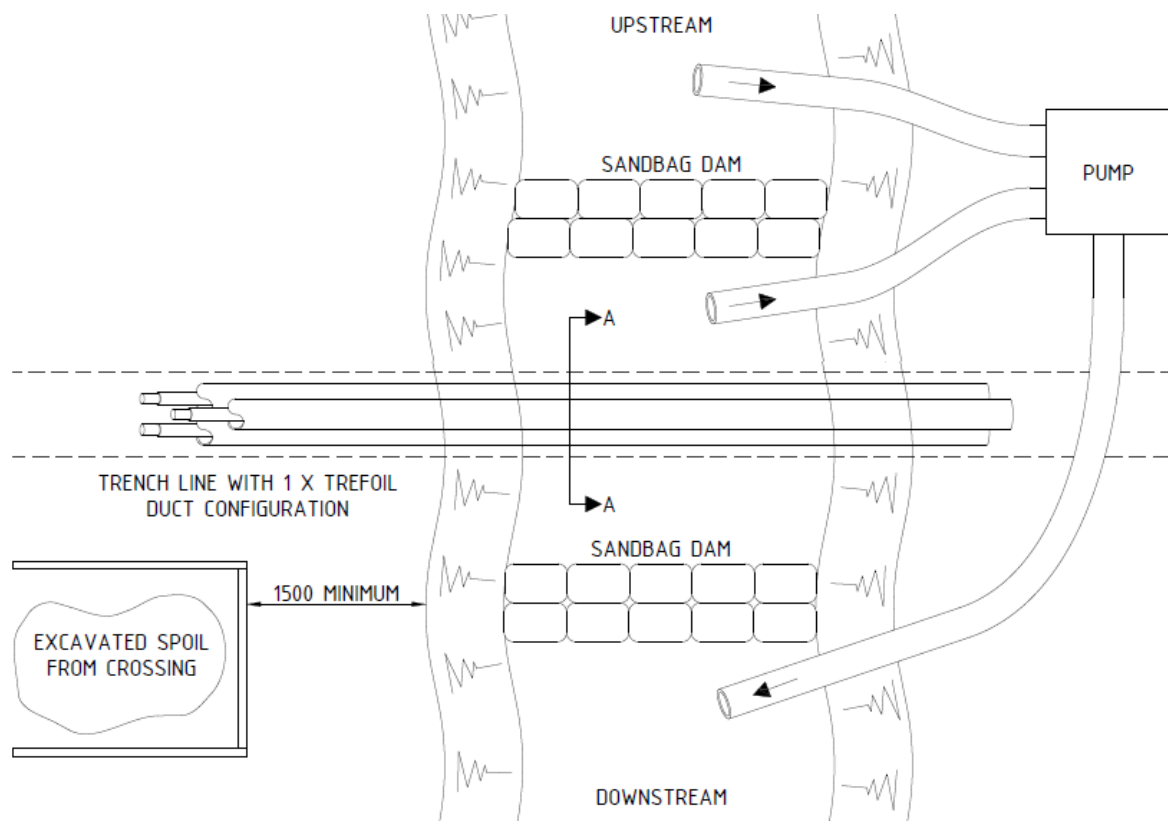 UPSTREAM
SANDBAG DAM
PUMP
A
TRENCH LINE WITH 1 X TREFOIL
DUCT CONFIGURATION
A
SANDBAG DAM
1500 MINIMUM
EXCAVATED SPOIL
FROM CROSSING
DOWNSTREAM